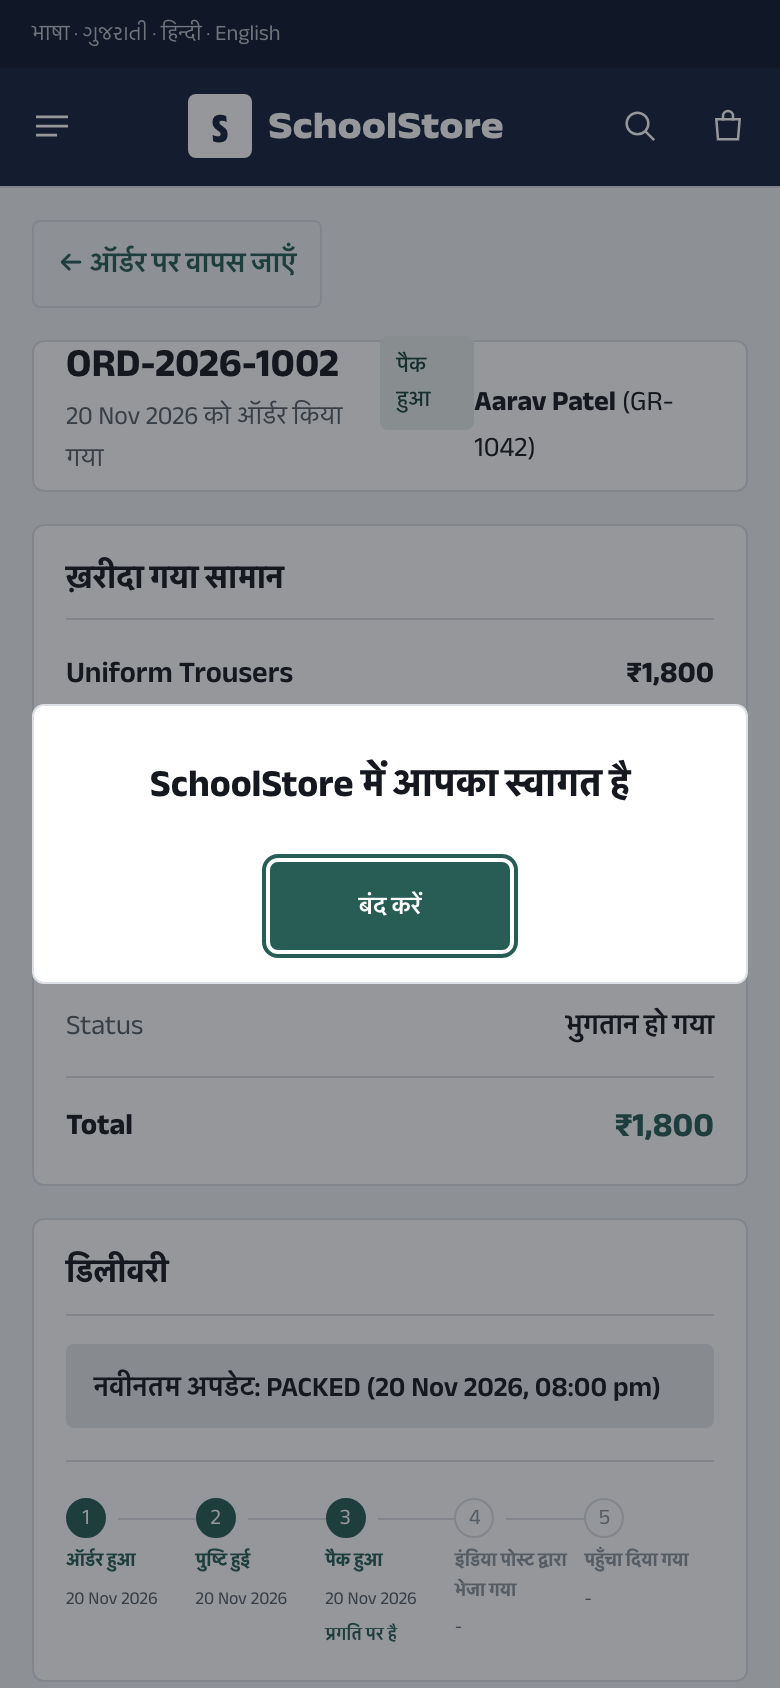 भाषा · ગુજરાતી · हिन्दी · English
S SchoolStore
← ऑर्डर पर वापस जाएँ
ORD-2026-1002
20 Nov 2026 को ऑर्डर किया
गया
पैक
हुआ
Aarav Patel (GR-
1042)
ख़रीदा गया सामान
Uniform Trousers ₹1,800
SchoolStore में आपका स्वागत है
बंद करें
Status भुगतान हो गया
Total ₹1,800
डिलीवरी
नवीनतम अपडेट: PACKED (20 Nov 2026, 08:00 pm)
1 2 3 4 5
ऑर्डर हुआ
20 Nov 2026
पुष्टि हुई
20 Nov 2026
पैक हुआ
20 Nov 2026
प्रगति पर है
इंडिया पोस्ट द्वारा
भेजा गया
-
पहुँचा दिया गया
-